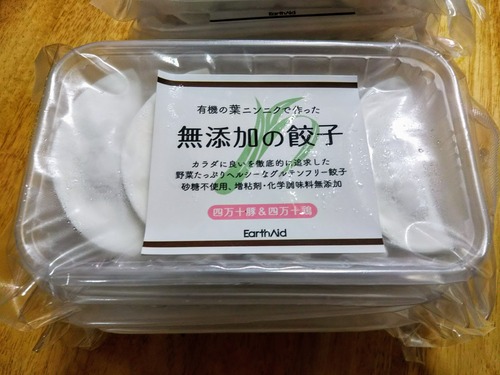 EarthAid
有機の葉ニンニクで作った
無添加の餃子
カラダに良いを徹底的に追求した
野菜たっぷりヘルシーなグルテンフリー餃子
砂糖不使用、増粘剤・化学調味料無添加
四万十豚&四万十鶏
EarthAid